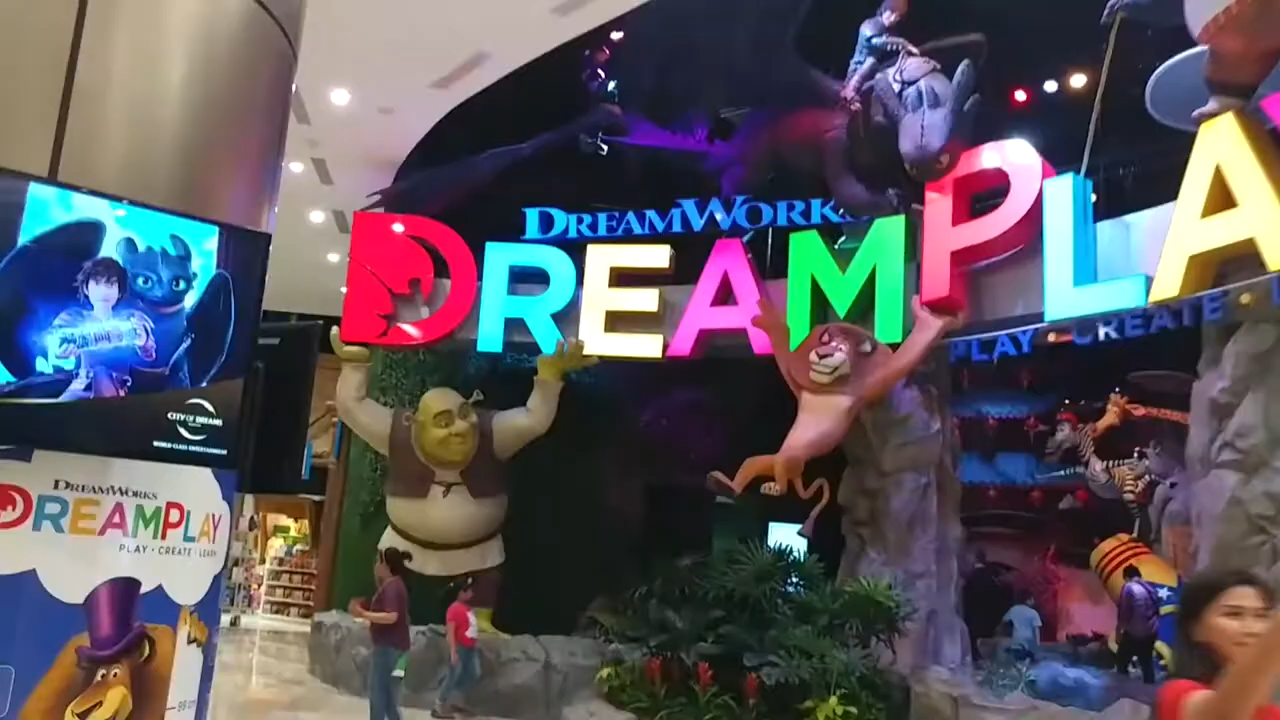 DREAMWORKS
DREAMPLA
PLAY • CREATE
CITY OF DREAMS
WORLD-CLASS ENTERTAINMENT
DREAMWORKS
DREAMPLAY
PLAY • CREATE • LEARN